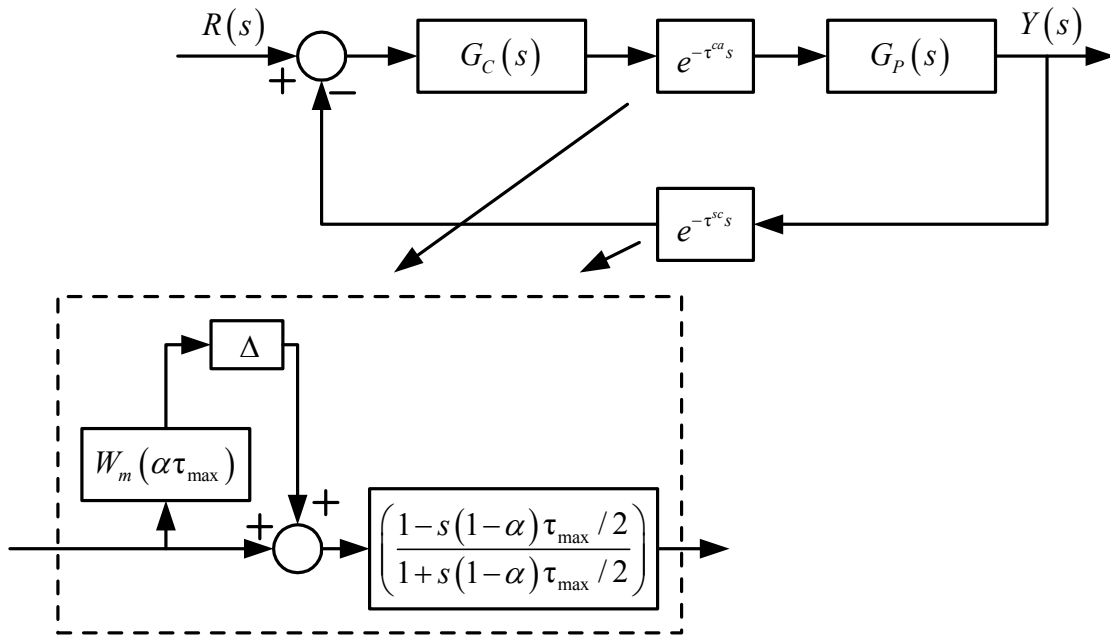 R(s)
Y(s)
G_C(s)
e^{-τ^{ca}s}
G_P(s)
+
−
e^{-τ^{sc}s}
Δ
W_m(ατ_max)
+
+
(1−s(1−α)τ_max/2
1+s(1−α)τ_max/2)